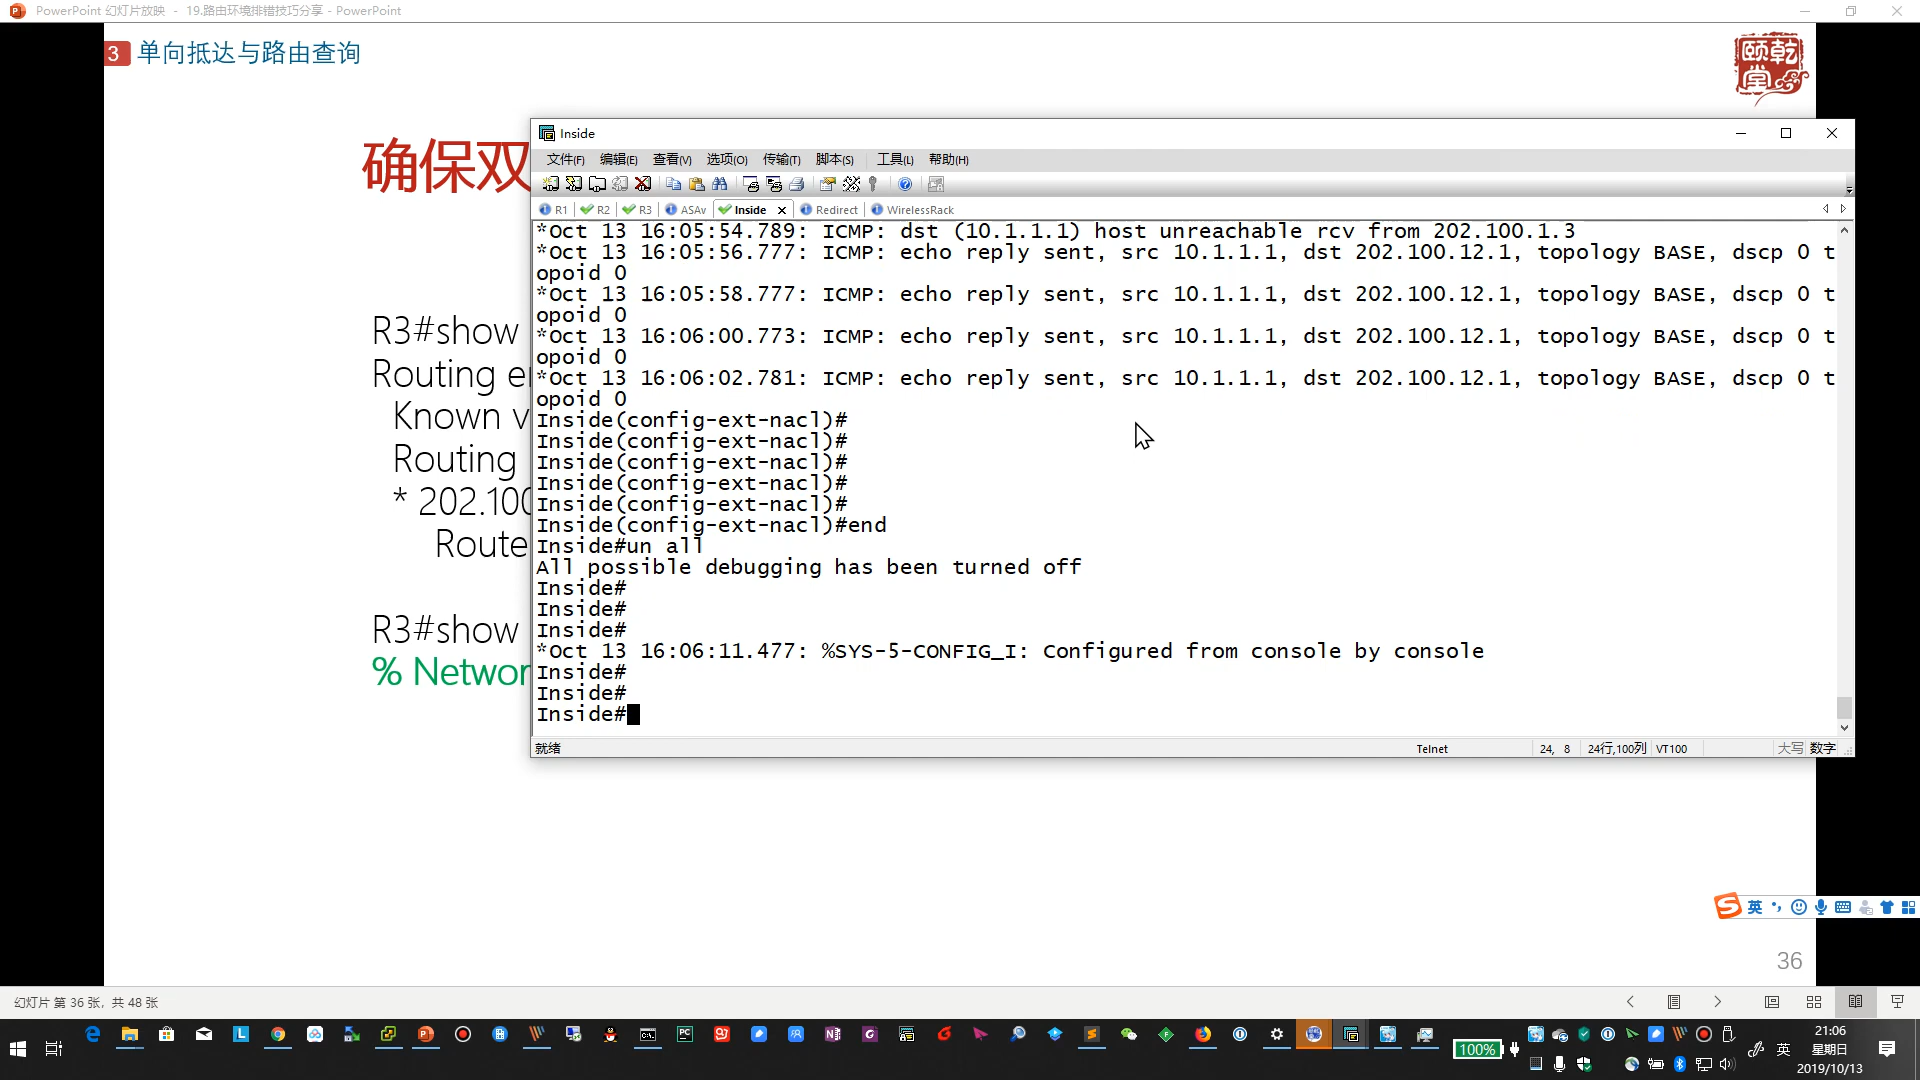 PowerPoint 幻灯片放映 - 19.路由环境排错技巧分享 - PowerPoint
3 单向抵达与路由查询
颐乾堂
确保双
R3#show
Routing e
Known v
Routing
* 202.100
Route
R3#show
% Networ
Inside
文件(F) 编辑(E) 查看(V) 选项(O) 传输(T) 脚本(S) 工具(L) 帮助(H)
R1 R2 R3 ASAv Inside Redirect WirelessRack
*Oct 13 16:05:54.789: ICMP: dst (10.1.1.1) host unreachable rcv from 202.100.1.3
*Oct 13 16:05:56.777: ICMP: echo reply sent, src 10.1.1.1, dst 202.100.12.1, topology BASE, dscp 0 t
opoid 0
*Oct 13 16:05:58.777: ICMP: echo reply sent, src 10.1.1.1, dst 202.100.12.1, topology BASE, dscp 0 t
opoid 0
*Oct 13 16:06:00.773: ICMP: echo reply sent, src 10.1.1.1, dst 202.100.12.1, topology BASE, dscp 0 t
opoid 0
*Oct 13 16:06:02.781: ICMP: echo reply sent, src 10.1.1.1, dst 202.100.12.1, topology BASE, dscp 0 t
opoid 0
Inside(config-ext-nacl)#
Inside(config-ext-nacl)#
Inside(config-ext-nacl)#
Inside(config-ext-nacl)#
Inside(config-ext-nacl)#
Inside(config-ext-nacl)#end
Inside#un all
All possible debugging has been turned off
Inside#
Inside#
Inside#
*Oct 13 16:06:11.477: %SYS-5-CONFIG_I: Configured from console by console
Inside#
Inside#
Inside#
就绪 Telnet 24, 8 24行,100列 VT100 大写 数字
英
36
幻灯片 第 36 张，共 48 张
100%
英
21:06
星期日
2019/10/13